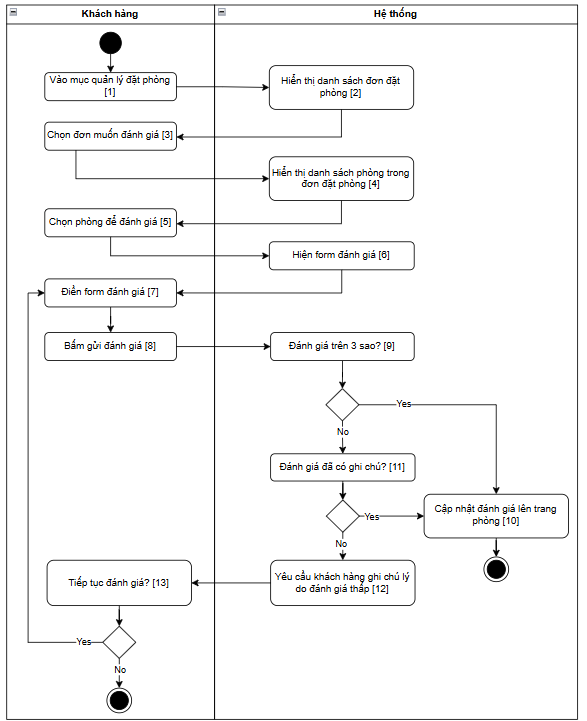 Khách hàng
Hệ thống
Vào mục quản lý đặt phòng
[1]
Hiển thị danh sách đơn đặt
phòng [2]
Chọn đơn muốn đánh giá [3]
Hiển thị danh sách phòng trong
đơn đặt phòng [4]
Chọn phòng để đánh giá [5]
Hiện form đánh giá [6]
Điền form đánh giá [7]
Bấm gửi đánh giá [8]
Đánh giá trên 3 sao? [9]
Yes
No
Đánh giá đã có ghi chú? [11]
Cập nhật đánh giá lên trang
phòng [10]
Yes
No
Tiếp tục đánh giá? [13]
Yêu cầu khách hàng ghi chú lý
do đánh giá thấp [12]
Yes
No